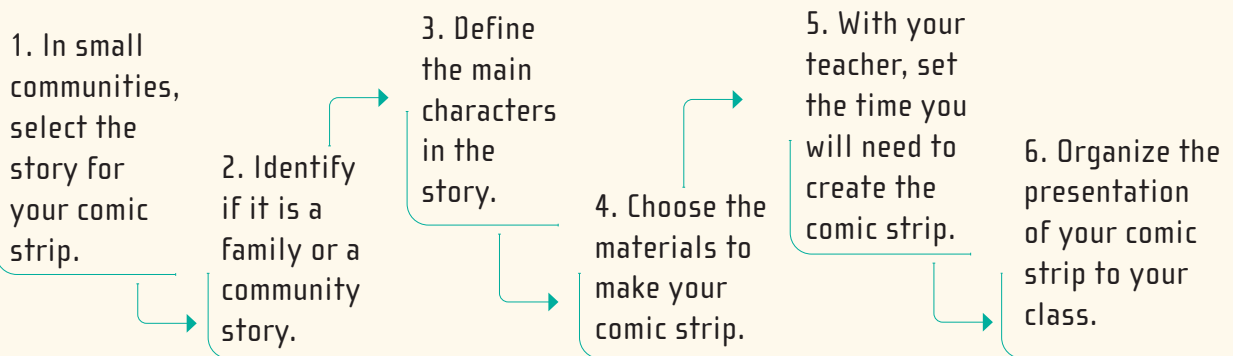 1. In small
communities,
select the
story for
your comic
strip.
2. Identify
if it is a
family or a
community
story.
3. Define
the main
characters
in the
story.
4. Choose the
materials to
make your
comic strip.
5. With your
teacher, set
the time you
will need to
create the
comic strip.
6. Organize the
presentation
of your comic
strip to your
class.